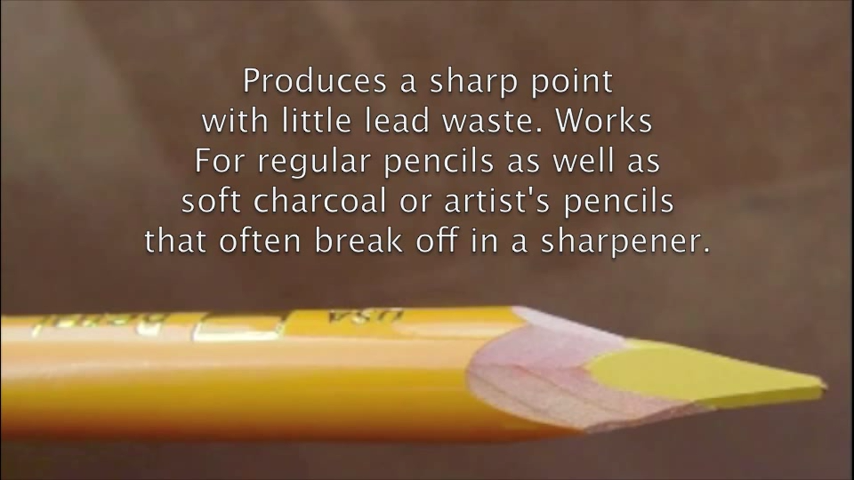 Produces a sharp point
with little lead waste. Works
For regular pencils as well as
soft charcoal or artist's pencils
that often break off in a sharpener.
USA